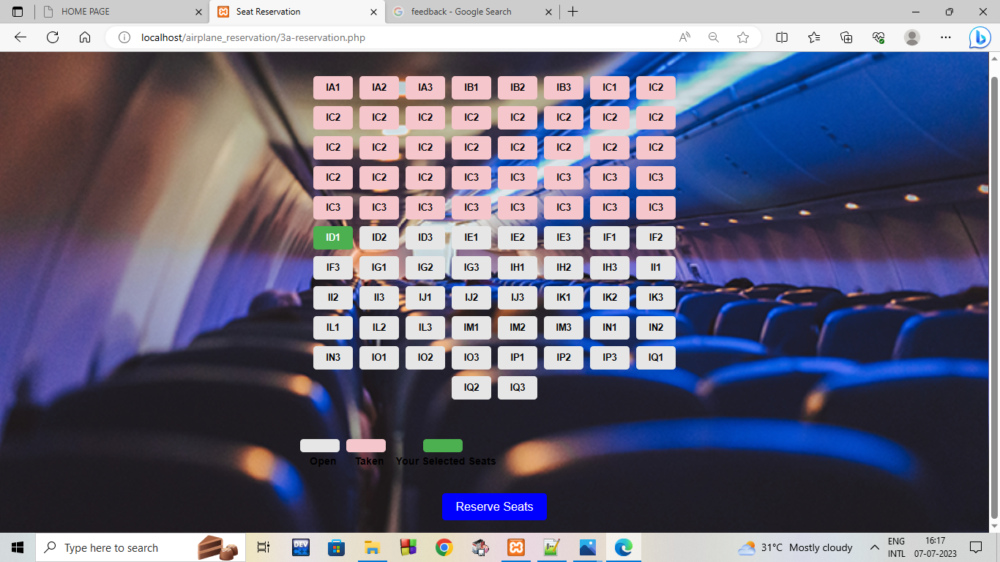 HOME PAGE
Seat Reservation
feedback - Google Search
localhost/airplane_reservation/3a-reservation.php
IA1 IA2 IA3 IB1 IB2 IB3 IC1 IC2
IC2 IC2 IC2 IC2 IC2 IC2 IC2 IC2
IC2 IC2 IC2 IC2 IC2 IC2 IC2 IC2
IC2 IC2 IC2 IC3 IC3 IC3 IC3 IC3
IC3 IC3 IC3 IC3 IC3 IC3 IC3 IC3
ID1 ID2 ID3 IE1 IE2 IE3 IF1 IF2
IF3 IG1 IG2 IG3 IH1 IH2 IH3 II1
II2 II3 IJ1 IJ2 IJ3 IK1 IK2 IK3
IL1 IL2 IL3 IM1 IM2 IM3 IN1 IN2
IN3 IO1 IO2 IO3 IP1 IP2 IP3 IQ1
IQ2 IQ3
Open Taken Your Selected Seats
Reserve Seats
Type here to search
DEV
31°C Mostly cloudy
ENG
INTL
16:17
07-07-2023